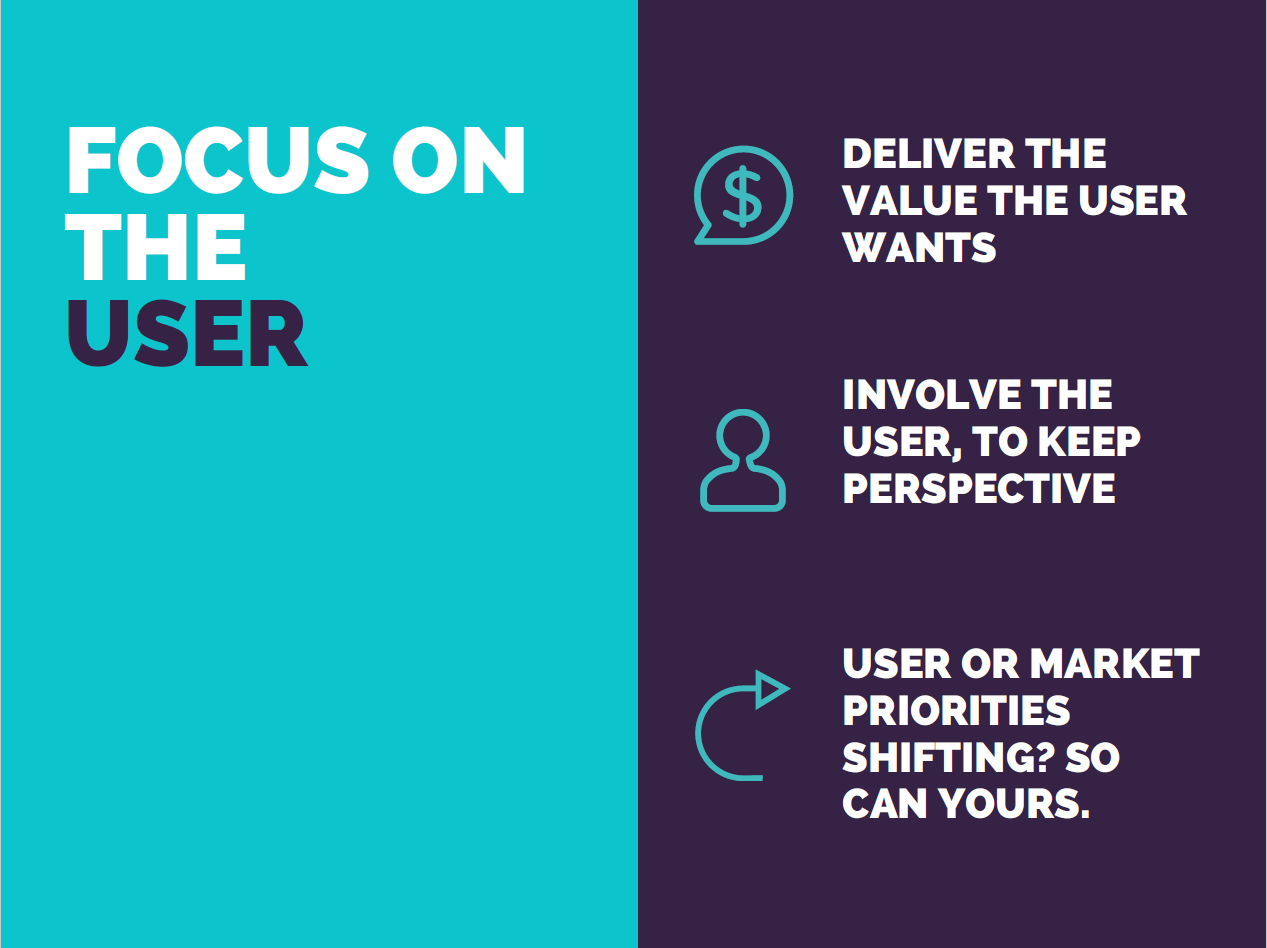 FOCUS ON
THE
USER
DELIVER THE
VALUE THE USER
WANTS
INVOLVE THE
USER, TO KEEP
PERSPECTIVE
USER OR MARKET
PRIORITIES
SHIFTING? SO
CAN YOURS.